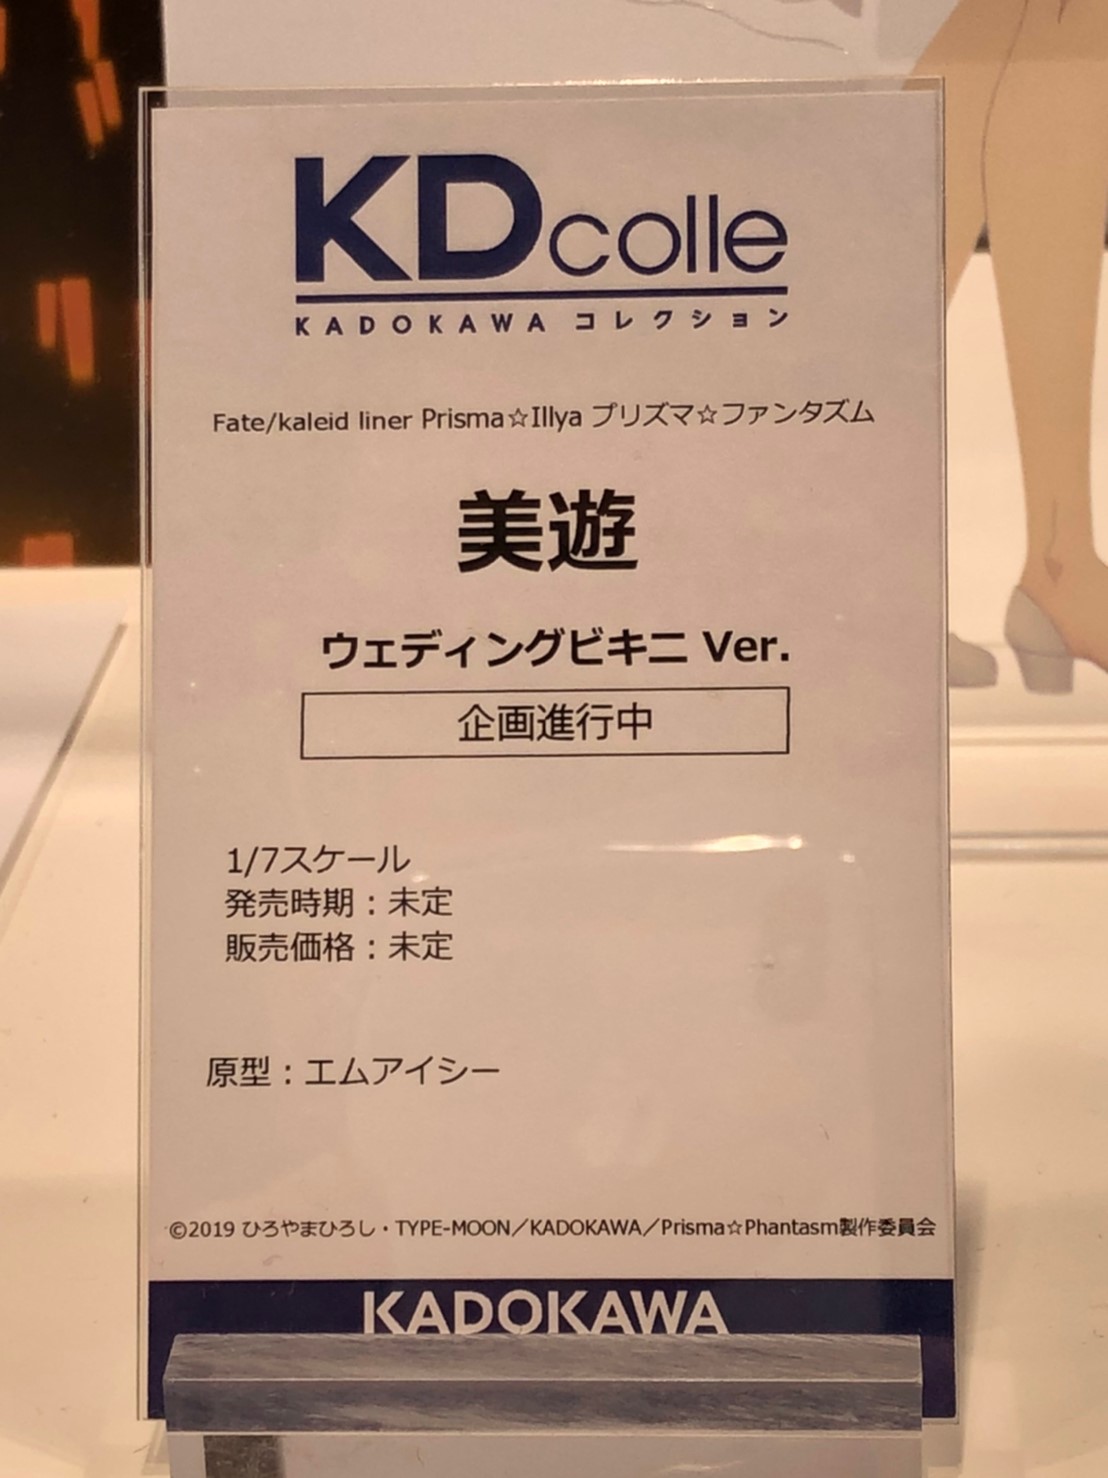 KDcolle
KADOKAWA コレクション
Fate/kaleid liner Prisma☆Illya プリズマ☆ファンタズム
美遊
ウェディングビキニ Ver.
企画進行中
1/7スケール
発売時期：未定
販売価格：未定
原型：エムアイシー
©2019 ひろやまひろし・TYPE-MOON／KADOKAWA／Prisma☆Phantasm製作委員会
KADOKAWA